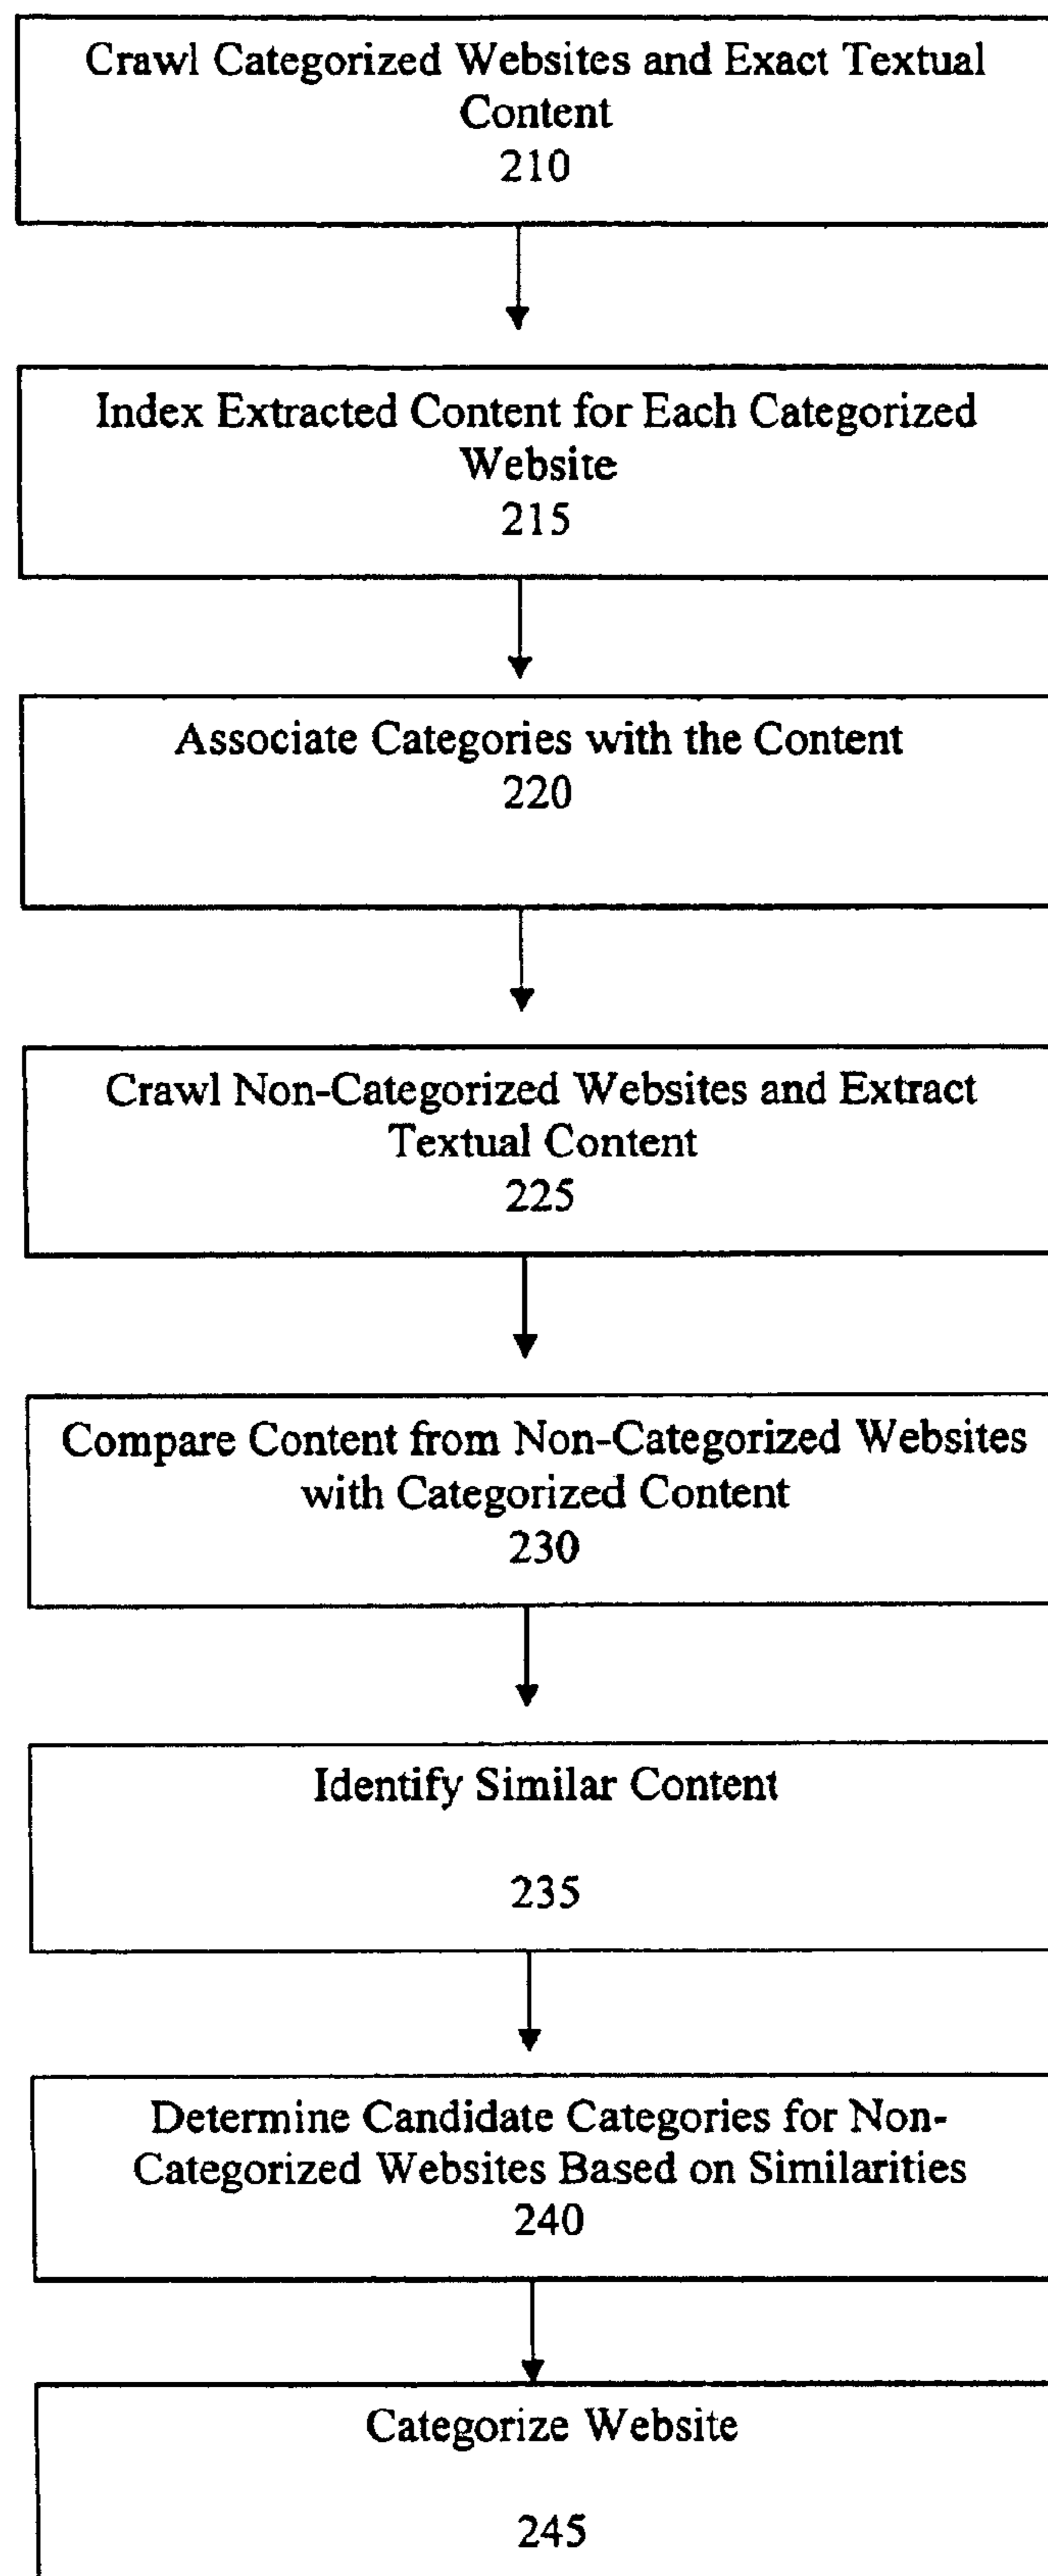 Crawl Categorized Websites and Exact Textual
Content
210
Index Extracted Content for Each Categorized
Website
215
Associate Categories with the Content
220
Crawl Non-Categorized Websites and Extract
Textual Content
225
Compare Content from Non-Categorized Websites
with Categorized Content
230
Identify Similar Content
235
Determine Candidate Categories for Non-
Categorized Websites Based on Similarities
240
Categorize Website
245